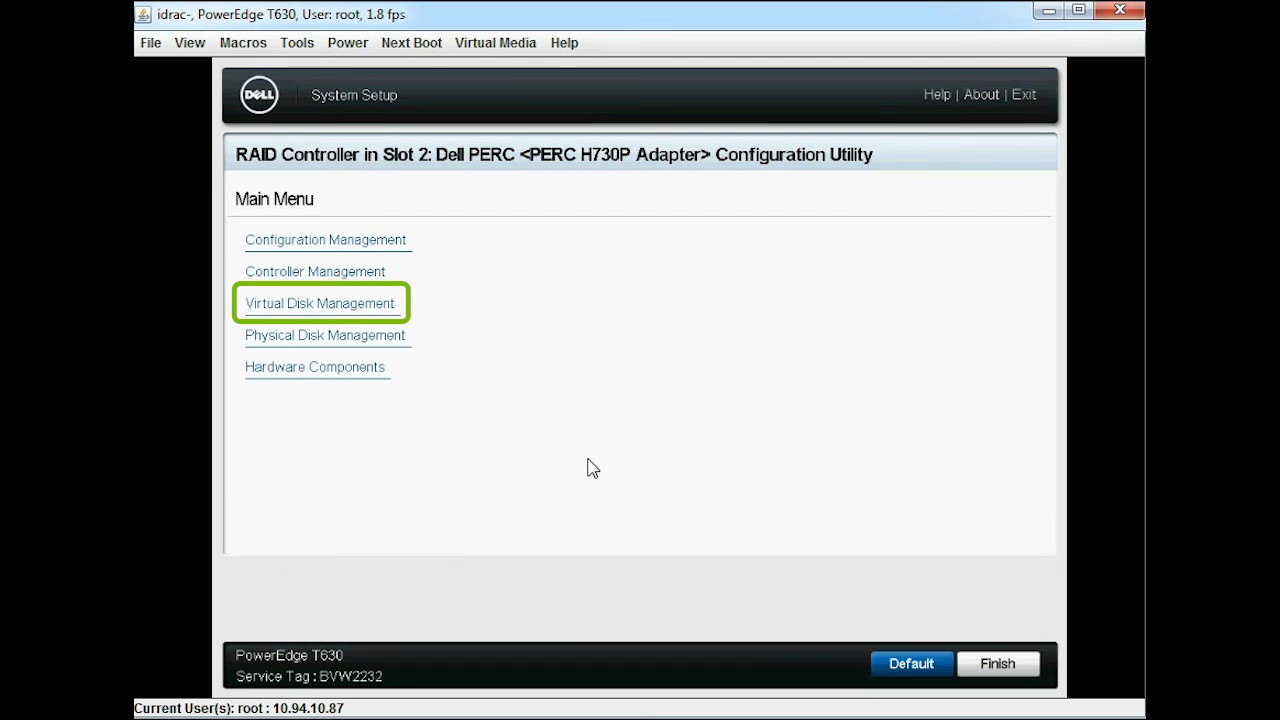 idrac-, PowerEdge T630, User: root, 1.8 fps
File View Macros Tools Power Next Boot Virtual Media Help
DELL System Setup Help | About | Exit
RAID Controller in Slot 2: Dell PERC <PERC H730P Adapter> Configuration Utility
Main Menu
Configuration Management
Controller Management
Virtual Disk Management
Physical Disk Management
Hardware Components
PowerEdge T630
Service Tag : BVW2232
Default Finish
Current User(s): root : 10.94.10.87